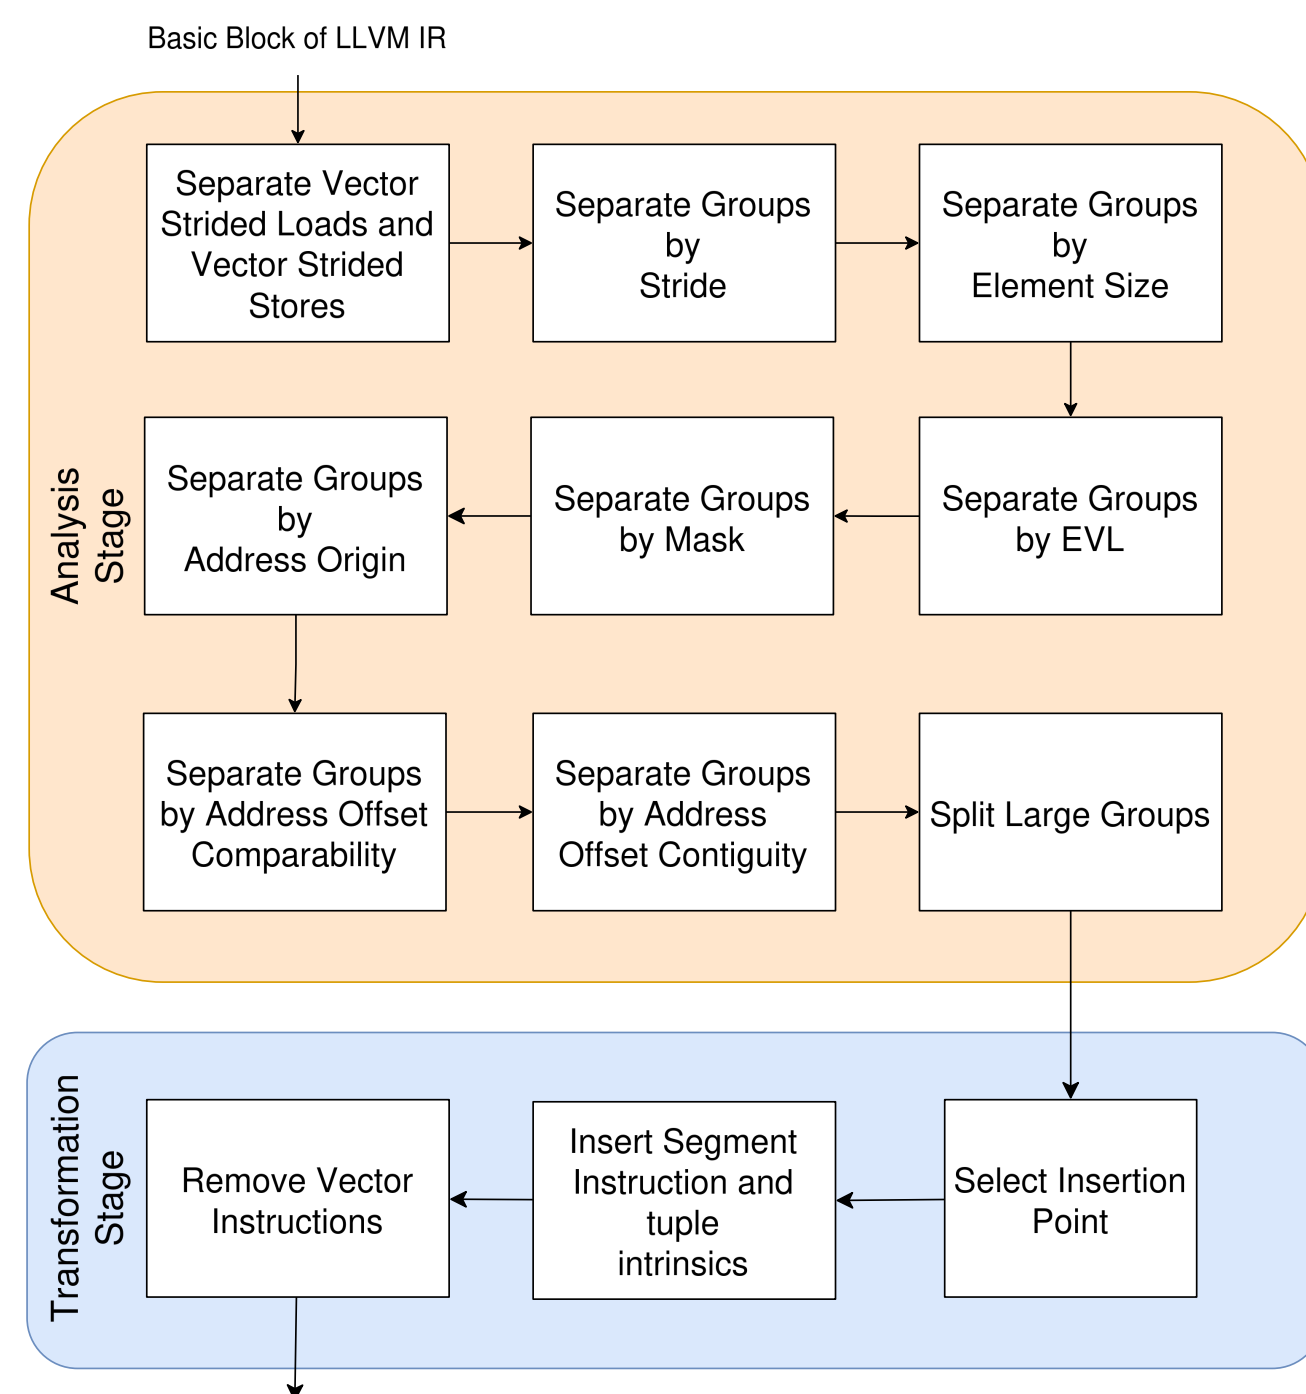 Basic Block of LLVM IR
Separate Vector
Strided Loads and
Vector Strided
Stores
Separate Groups
by
Stride
Separate Groups
by
Element Size
Separate Groups
by EVL
Separate Groups
by Mask
Separate Groups
by
Address Origin
Analysis
Stage
Separate Groups
by Address Offset
Comparability
Separate Groups
by Address
Offset Contiguity
Split Large Groups
Transformation
Stage
Select Insertion
Point
Insert Segment
Instruction and
tuple
intrinsics
Remove Vector
Instructions